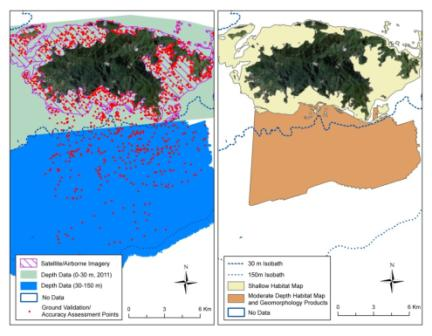 Satellite/Airborne Imagery
Depth Data (0-30 m, 2011)
Depth Data (30-150 m)
No Data
Ground Validation/
Accuracy Assessment Points
N
0
3
6 Km
30 m Isobath
150m Isobath
Shallow Habitat Map
Moderate Depth Habitat Map
and Geomorphology Products
No Data
N
0
3
6 Km